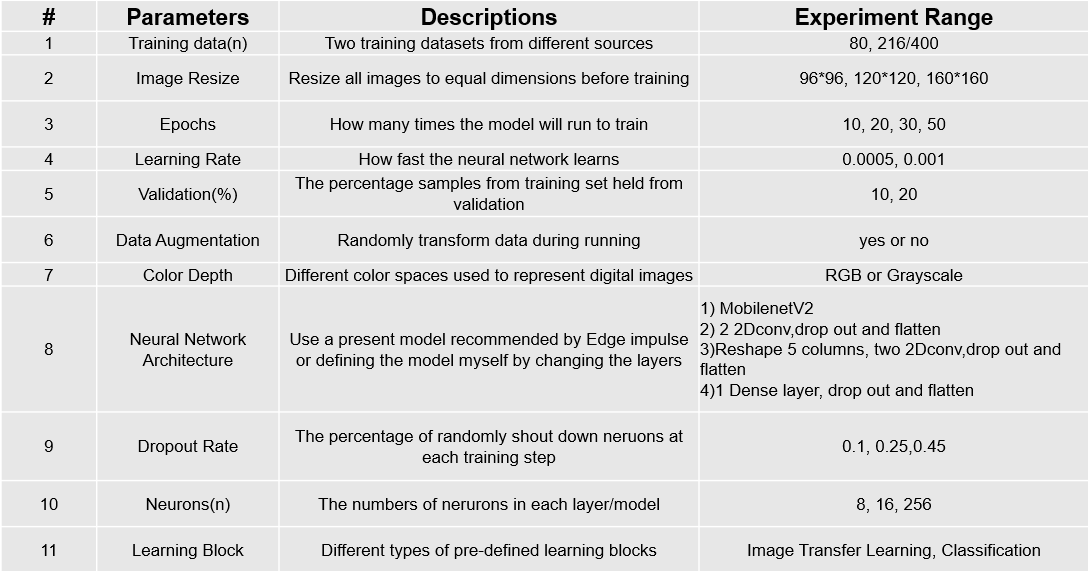 # Parameters Descriptions Experiment Range
1 Training data(n) Two training datasets from different sources 80, 216/400
2 Image Resize Resize all images to equal dimensions before training 96*96, 120*120, 160*160
3 Epochs How many times the model will run to train 10, 20, 30, 50
4 Learning Rate How fast the neural network learns 0.0005, 0.001
5 Validation(%) The percentage samples from training set held from
validation 10, 20
6 Data Augmentation Randomly transform data during running yes or no
7 Color Depth Different color spaces used to represent digital images RGB or Grayscale
8 Neural Network
Architecture
Use a present model recommended by Edge impulse
or defining the model myself by changing the layers
1) MobilenetV2
2) 2 2Dconv,drop out and flatten
3)Reshape 5 columns, two 2Dconv,drop out and
flatten
4)1 Dense layer, drop out and flatten
9 Dropout Rate The percentage of randomly shout down neruons at
each training step 0.1, 0.25,0.45
10 Neurons(n) The numbers of nerurons in each layer/model 8, 16, 256
11 Learning Block Different types of pre-defined learning blocks Image Transfer Learning, Classification